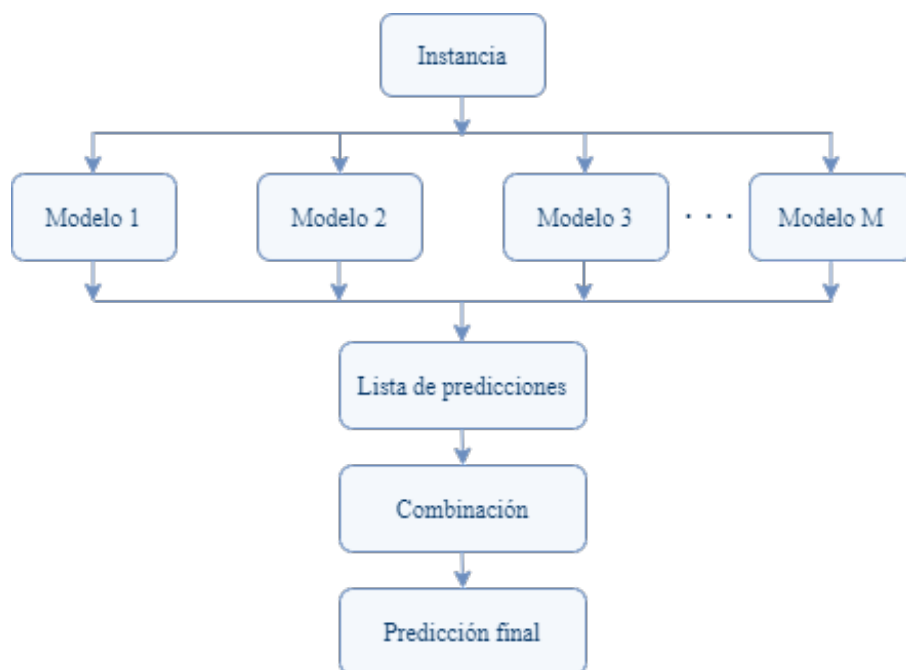 Instancia
Modelo 1
Modelo 2
Modelo 3
. . .
Modelo M
Lista de predicciones
Combinación
Predicción final